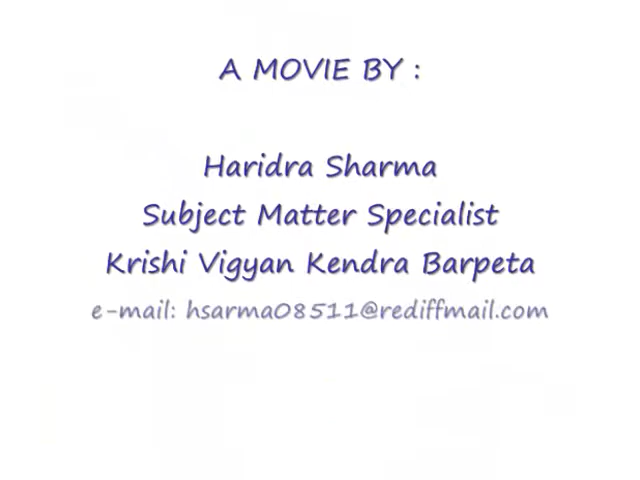 A MOVIE BY :
Haridra Sharma
Subject Matter Specialist
Krishi Vigyan Kendra Barpeta
e-mail: hsarma08511@rediffmail.com